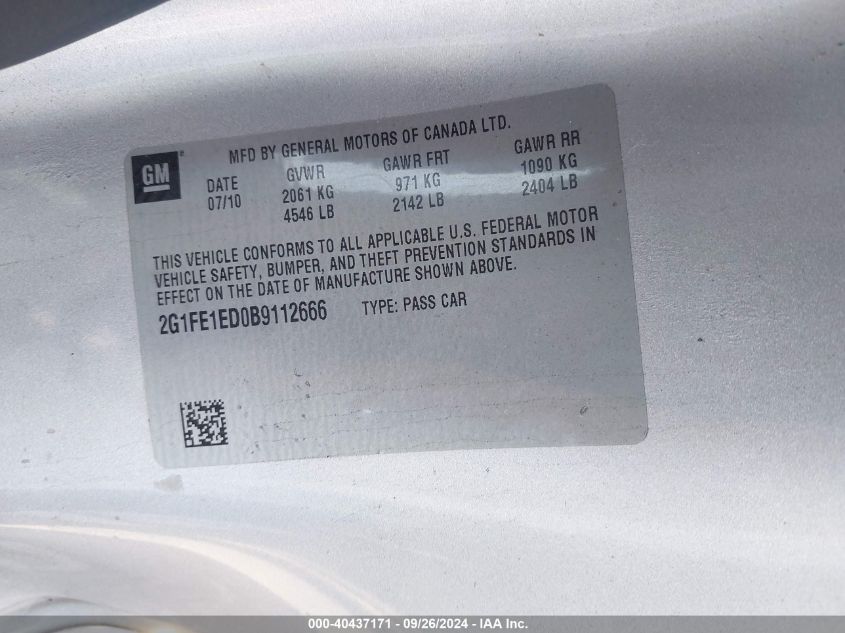 GM
MFD BY GENERAL MOTORS OF CANADA LTD.
DATE GVWR GAWR FRT GAWR RR
07/10 2061 KG 971 KG 1090 KG
4546 LB 2142 LB 2404 LB
THIS VEHICLE CONFORMS TO ALL APPLICABLE U.S. FEDERAL MOTOR
VEHICLE SAFETY, BUMPER, AND THEFT PREVENTION STANDARDS IN
EFFECT ON THE DATE OF MANUFACTURE SHOWN ABOVE.
2G1FE1ED0B9112666 TYPE: PASS CAR
000-40437171 - 09/26/2024 - IAA Inc.